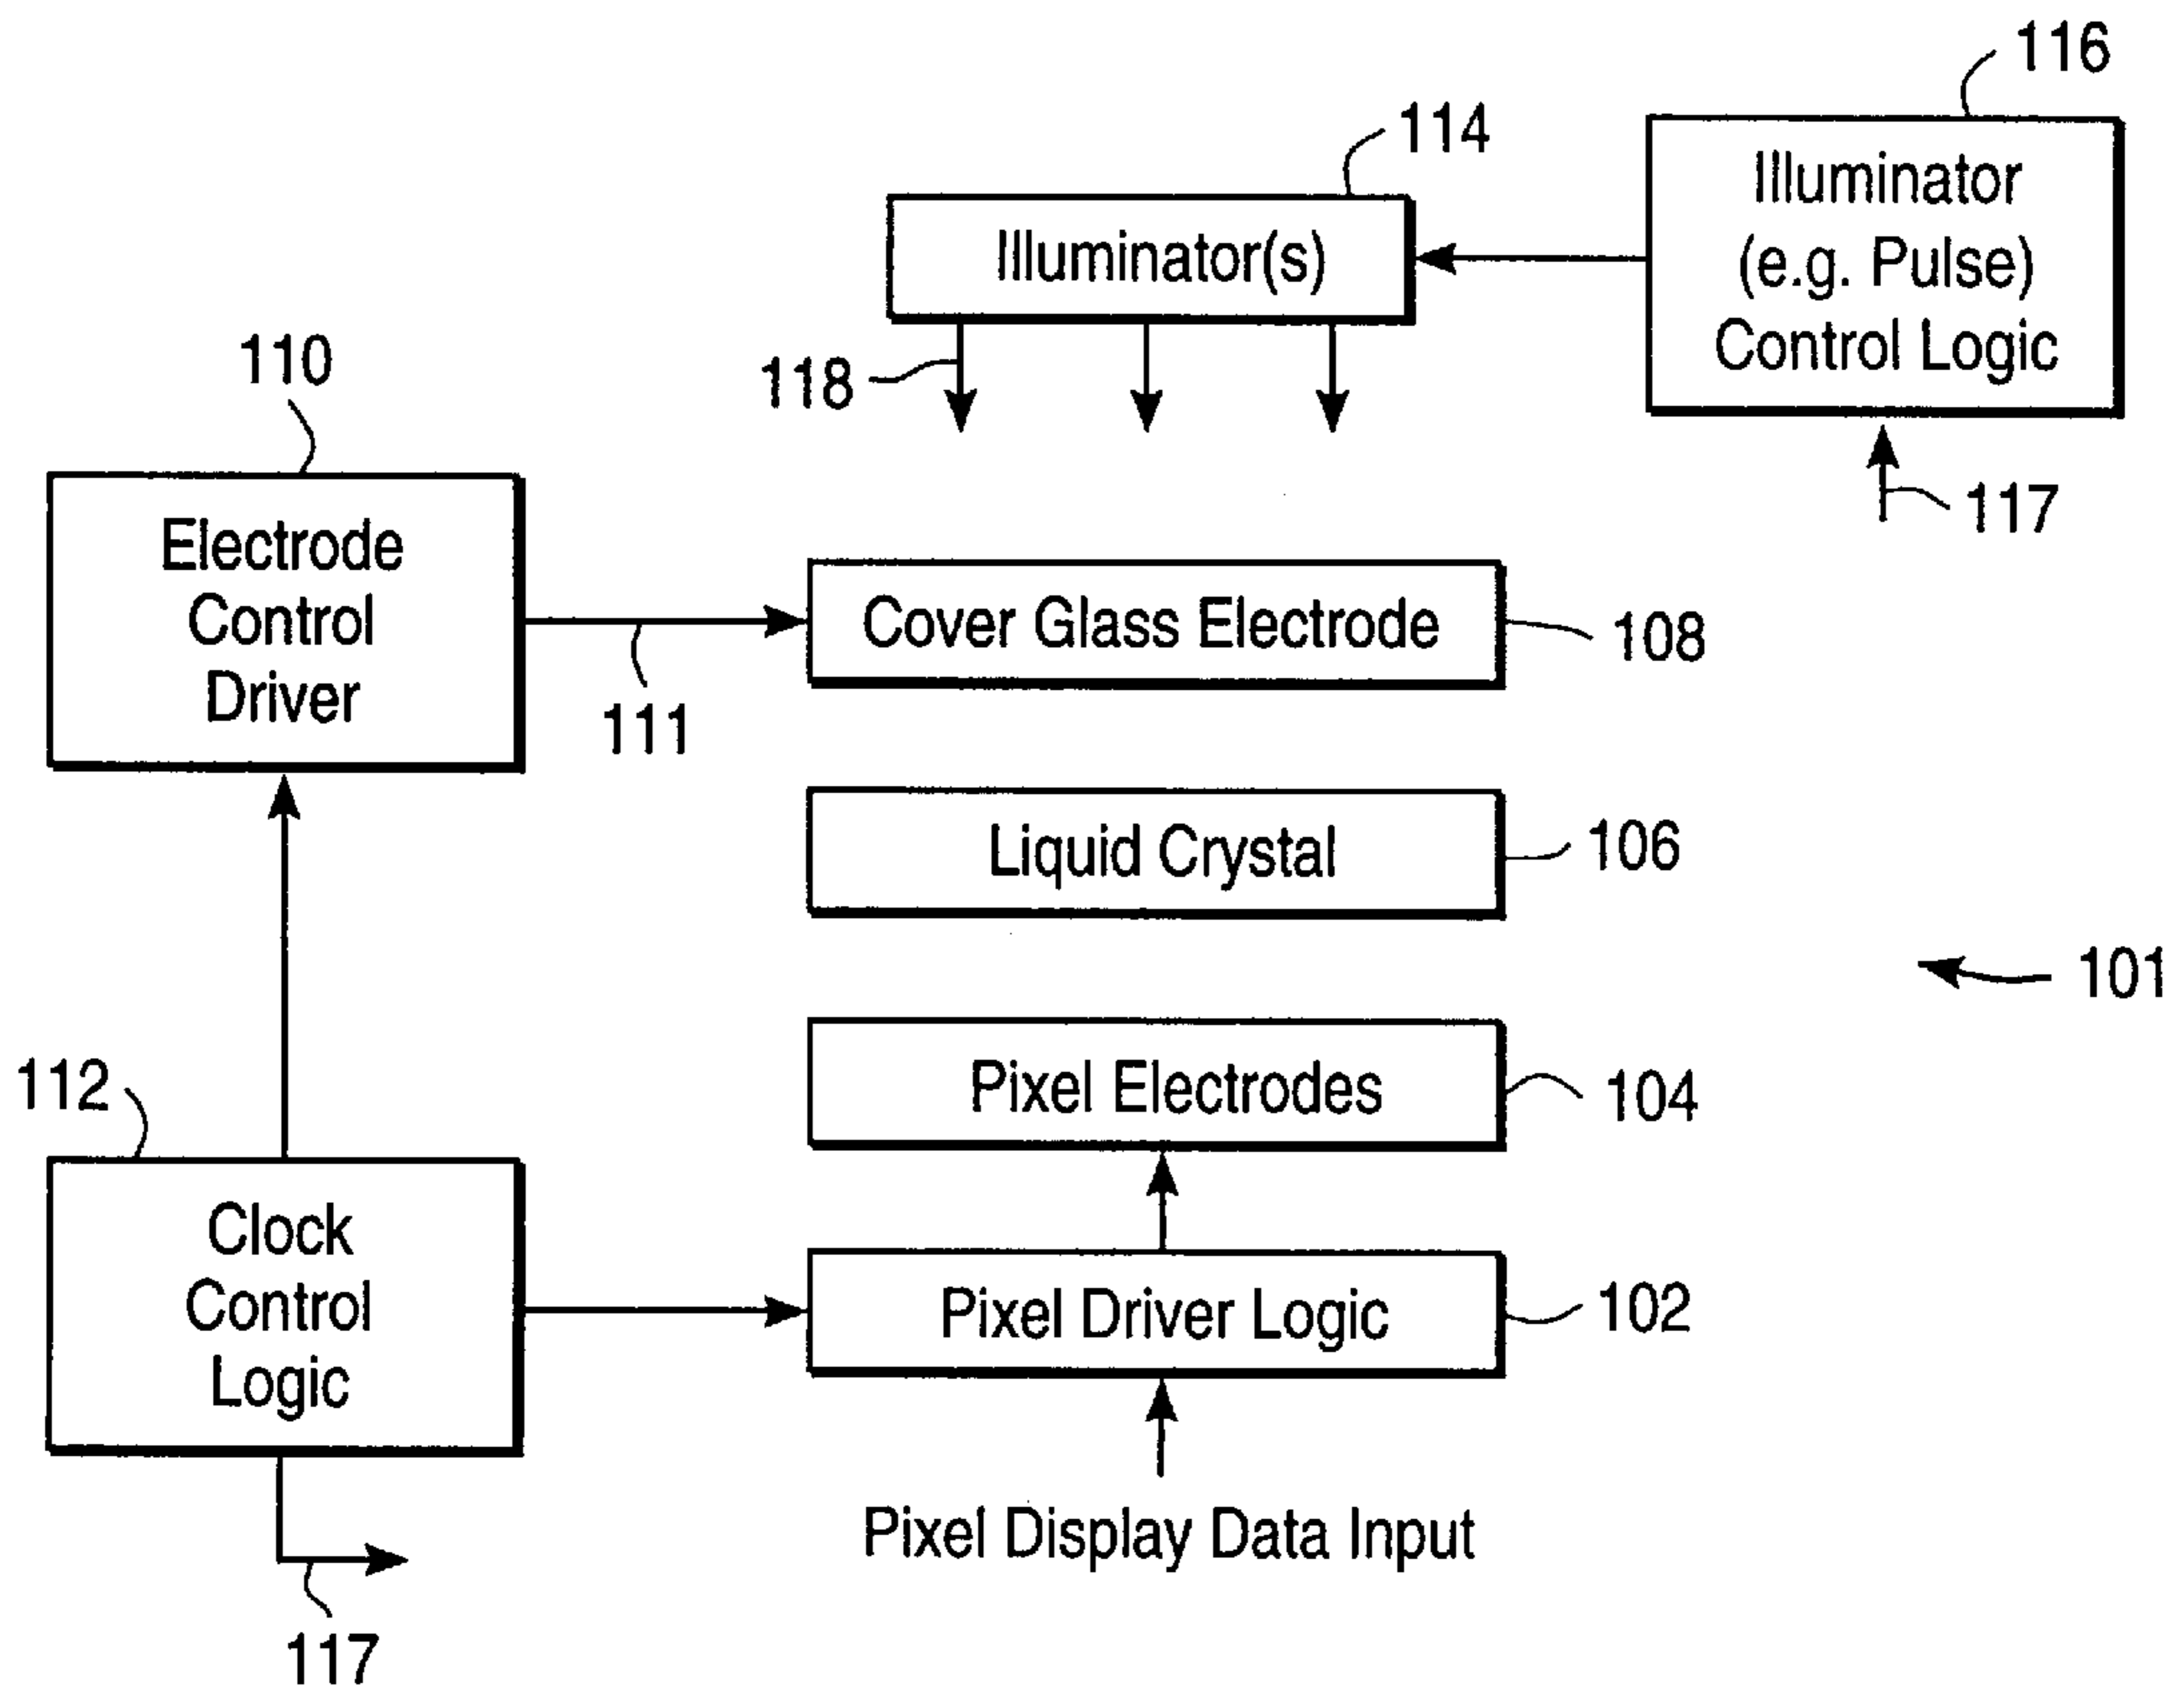 116
114
Illuminator
(e.g. Pulse)
Control Logic
Illuminator(s)
118
110
117
Electrode
Control
Driver
111
Cover Glass Electrode
108
Liquid Crystal
106
101
Pixel Electrodes
104
112
Clock
Control
Logic
Pixel Driver Logic
102
Pixel Display Data Input
117